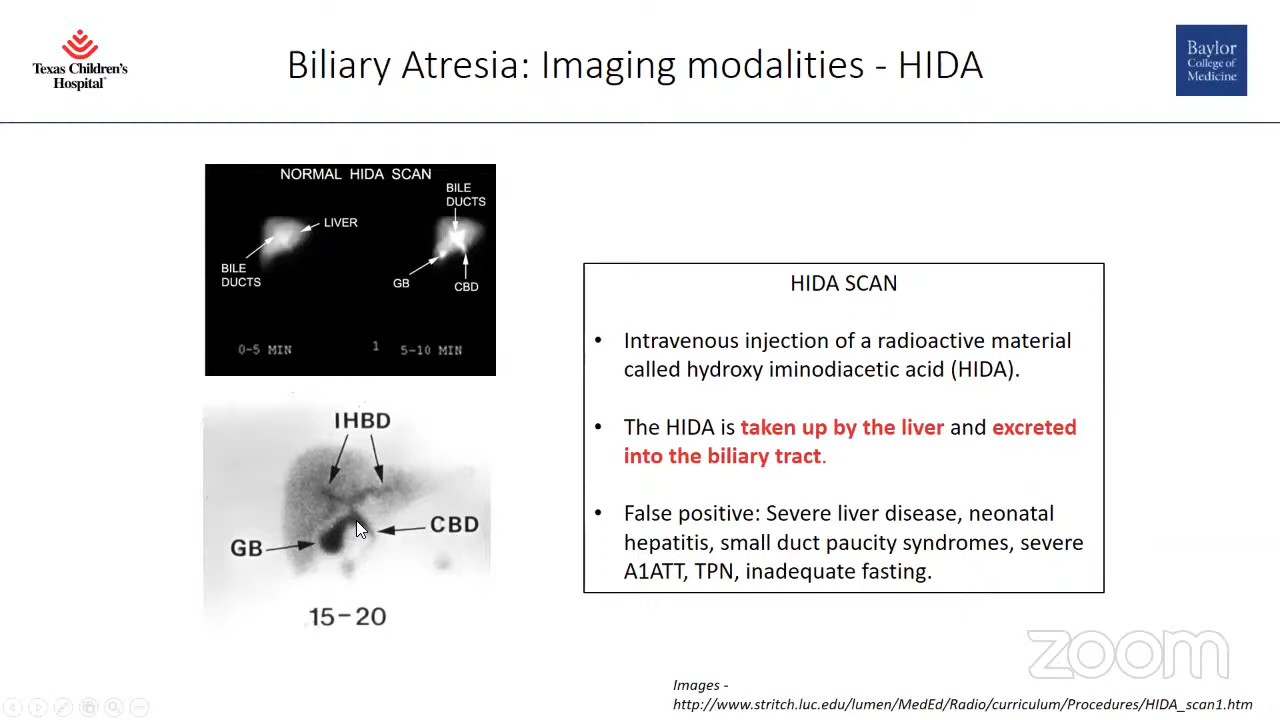 Texas Children's
Hospital
Biliary Atresia: Imaging modalities - HIDA
Baylor
College of
Medicine
NORMAL HIDA SCAN
BILE
DUCTS
LIVER
BILE
DUCTS
GB
CBD
0-5 MIN
1
5-10 MIN
IHBD
CBD
GB
15-20
HIDA SCAN
• Intravenous injection of a radioactive material
called hydroxy iminodiacetic acid (HIDA).
• The HIDA is taken up by the liver and excreted
into the biliary tract.
• False positive: Severe liver disease, neonatal
hepatitis, small duct paucity syndromes, severe
A1ATT, TPN, inadequate fasting.
zoom
Images -
http://www.stritch.luc.edu/lumen/MedEd/Radio/curriculum/Procedures/HIDA_scan1.htm